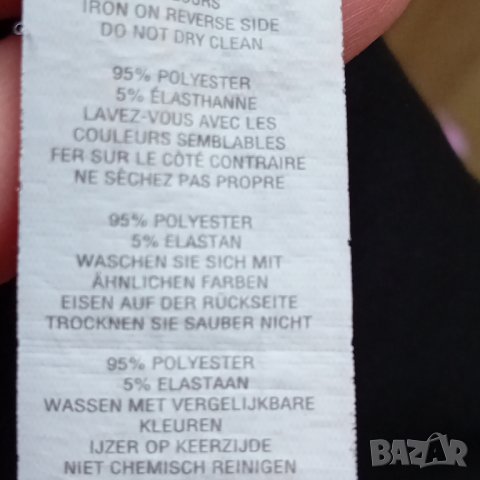 IRON ON REVERSE SIDE
DO NOT DRY CLEAN
95% POLYESTER
5% ÉLASTHANNE
LAVEZ-VOUS AVEC LES
COULEURS SEMBLABLES
FER SUR LE CÔTÉ CONTRAIRE
NE SÊCHEZ PAS PROPRE
95% POLYESTER
5% ELASTAN
WASCHEN SIE SICH MIT
ÄHNLICHEN FARBEN
EISEN AUF DER RÜCKSEITE
TROCKNEN SIE SAUBER NICHT
95% POLYESTER
5% ELASTAAN
WASSEN MET VERGELIJKBARE
KLEUREN
IJZER OP KEERZIJDE
NIET CHEMISCH REINIGEN
BAZAR